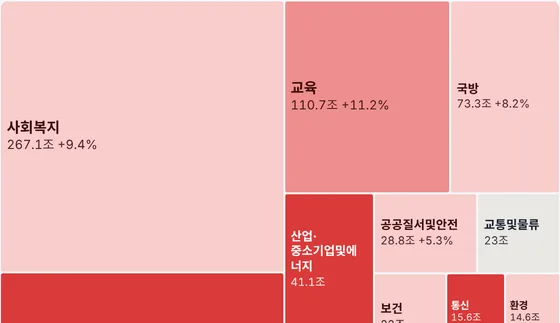 사회복지
267.1조 +9.4%
교육
110.7조 +11.2%
국방
73.3조 +8.2%
산업·
중소기업및에
너지
41.1조
공공질서및안전
28.8조 +5.3%
교통및물류
23조
보건
통신
15.6조
환경
14.6조